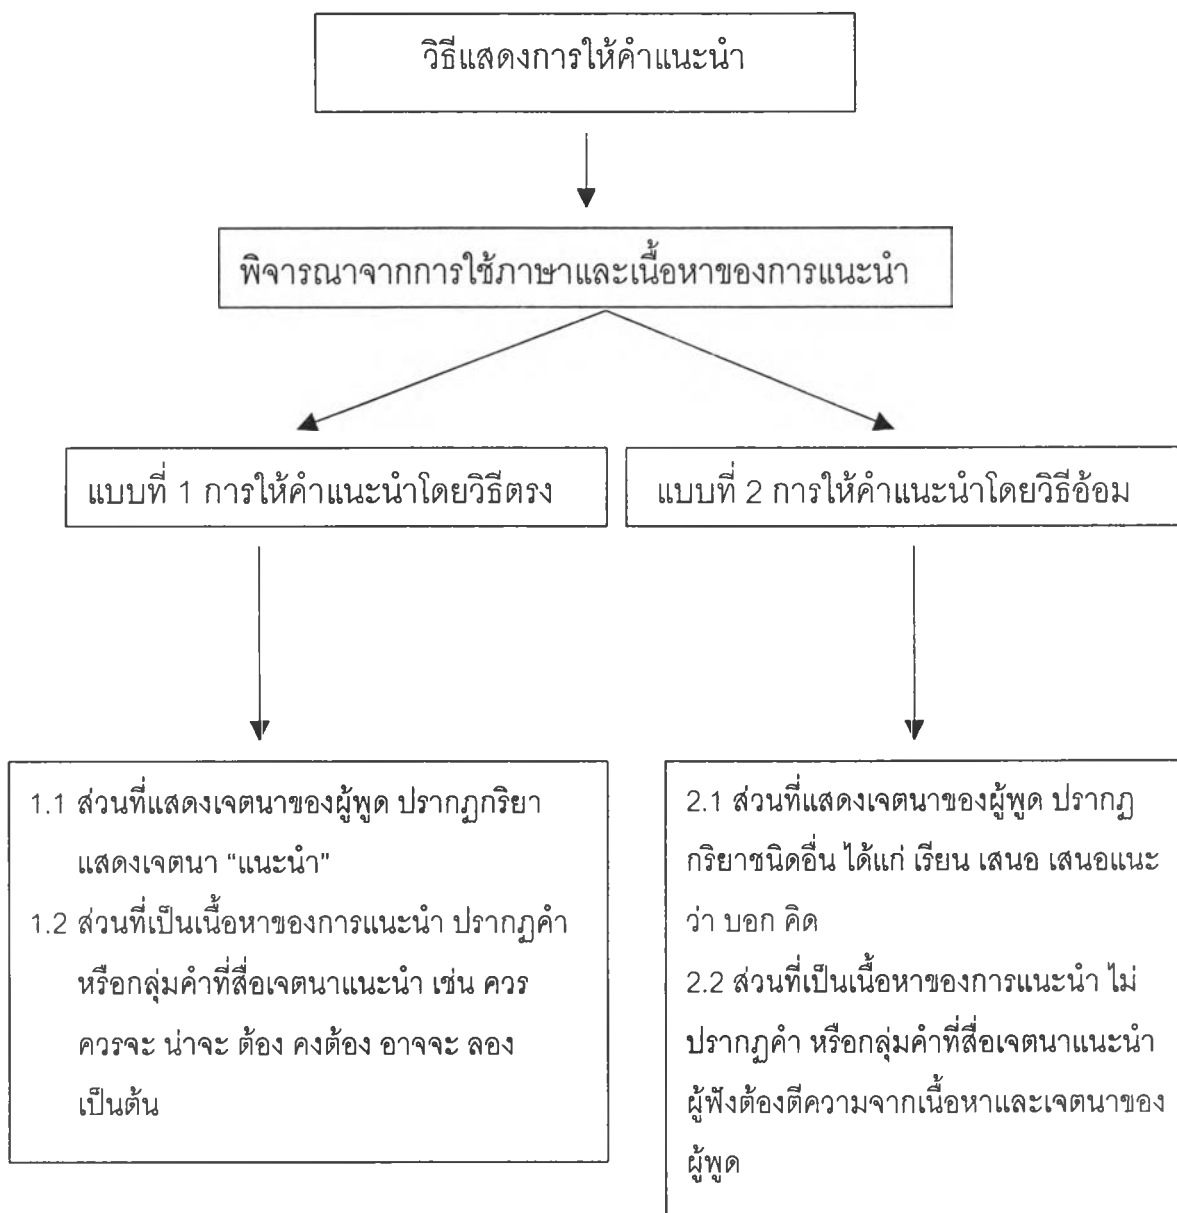 วิธีแสดงการให้คำแนะนำ
พิจารณาจากการใช้ภาษาและเนื้อหาของการแนะนำ
แบบที่ 1 การให้คำแนะนำโดยวิธีตรง
แบบที่ 2 การให้คำแนะนำโดยวิธีอ้อม
1.1 ส่วนที่แสดงเจตนาของผู้พูด ปรากฏกริยา
แสดงเจตนา “แนะนำ”
1.2 ส่วนที่เป็นเนื้อหาของการแนะนำ ปรากฏคำ
หรือกลุ่มคำที่สื่อเจตนาแนะนำ เช่น ควร
ควรจะ น่าจะ ต้อง คงต้อง อาจจะ ลอง
เป็นต้น
2.1 ส่วนที่แสดงเจตนาของผู้พูด ปรากฏ
กริยาชนิดอื่น ได้แก่ เรียน เสนอ เสนอแนะ
ว่า บอก คิด
2.2 ส่วนที่เป็นเนื้อหาของการแนะนำ ไม่
ปรากฏคำ หรือกลุ่มคำที่สื่อเจตนาแนะนำ
ผู้ฟังต้องตีความจากเนื้อหาและเจตนาของ
ผู้พูด